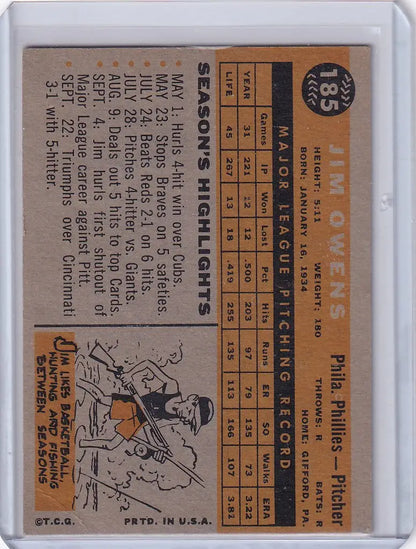 185
JIM OWENS
Phila. Phillies — Pitcher
HEIGHT: 5:11 WEIGHT: 180 THROWS: R BATS: R
BORN: JANUARY 16, 1934 HOME: GIFFORD, PA.
MAJOR LEAGUE PITCHING RECORD
Games IP Won Lost Pct Hits Runs ER SO Walks ERA
YEAR 31 221 12 12 .500 203 97 79 135 73 3.22
LIFE 45 267 13 18 .419 255 135 113 166 107 3.81
SEASON'S HIGHLIGHTS
• MAY 1: Hurls 4-hit win over Cubs.
• MAY 23: Stops Braves on 5 safeties.
• JULY 24: Beats Reds 2-1 on 6 hits.
• JULY 28: Pitches 4-hitter vs. Giants.
• AUG. 9: Deals out 5 hits to top Cards.
• SEPT. 4: Jim hurls first shutout of
Major League career against Pitt.
• SEPT. 22: Triumphs over Cincinnati
3-1 with 5-hitter.
JIM LIKES BASKETBALL,
HUNTING AND FISHING
BETWEEN SEASONS
© T.C.G. PRTD. IN U.S.A.